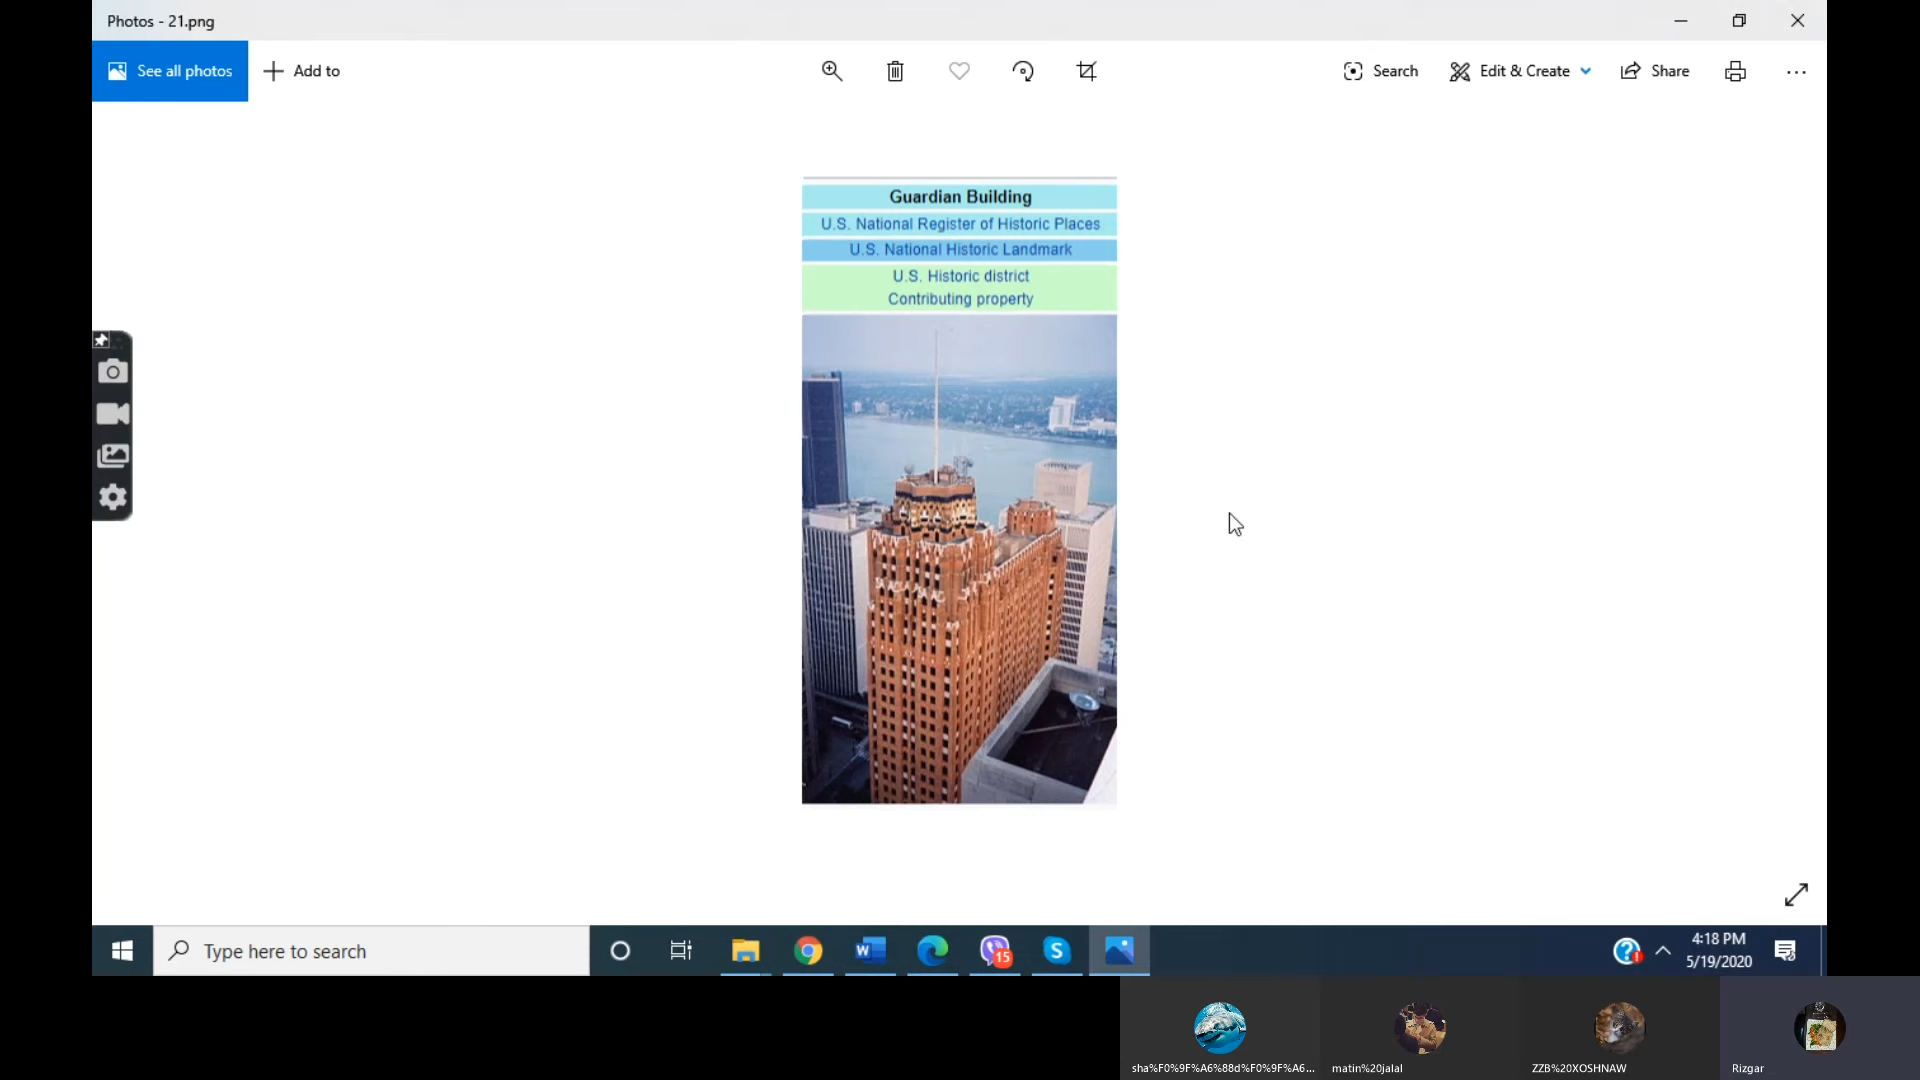 Photos - 21.png
See all photos
Add to
Search
Edit & Create
Share
Guardian Building
U.S. National Register of Historic Places
U.S. National Historic Landmark
U.S. Historic district
Contributing property
Type here to search
15
4:18 PM
5/19/2020
sha%F0%9F%A6%88d%F0%9F%A6...
matin%20jalal
ZZB%20XOSHNAW
Rizgar